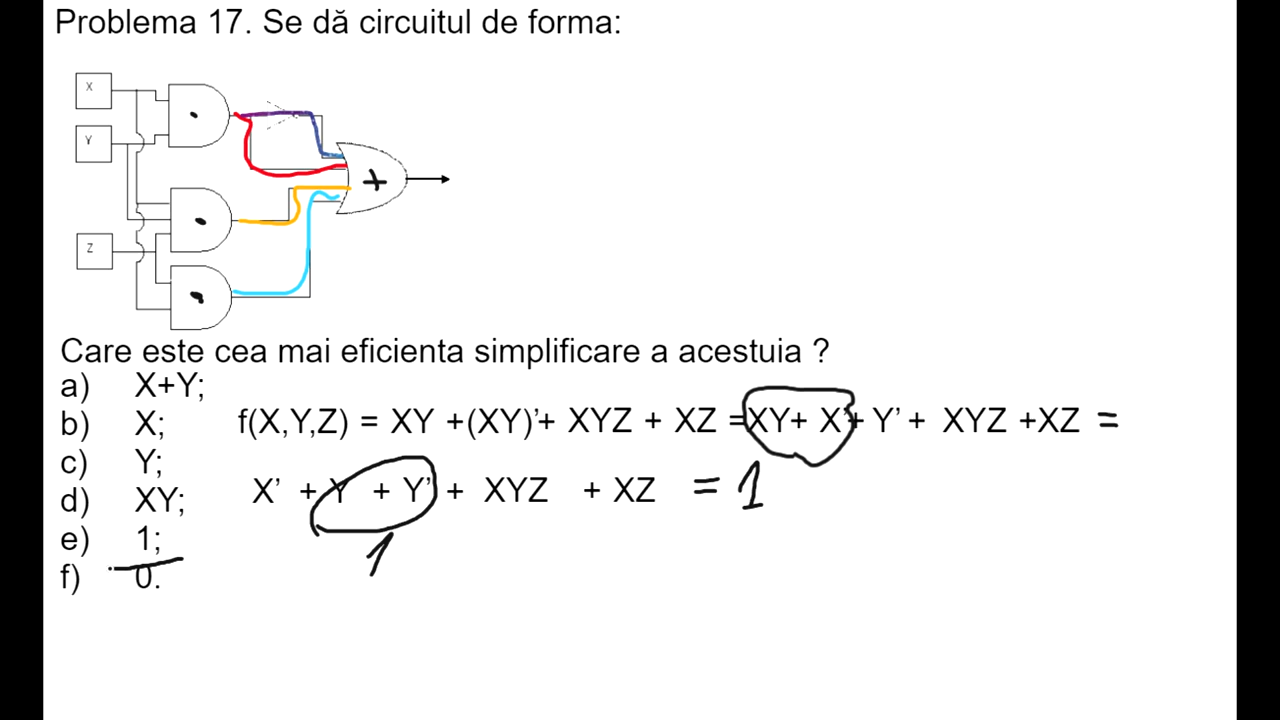 Problema 17. Se dă circuitul de forma:
X
Y
Z
+
Care este cea mai eficienta simplificare a acestuia ?
a) X+Y;
b) X; f(X,Y,Z) = XY +(XY)'+ XYZ + XZ =XY+ X'+ Y' + XYZ +XZ =
c) Y;
d) XY; X' + Y + Y' + XYZ + XZ = 1
e) 1; 1
f) 0.